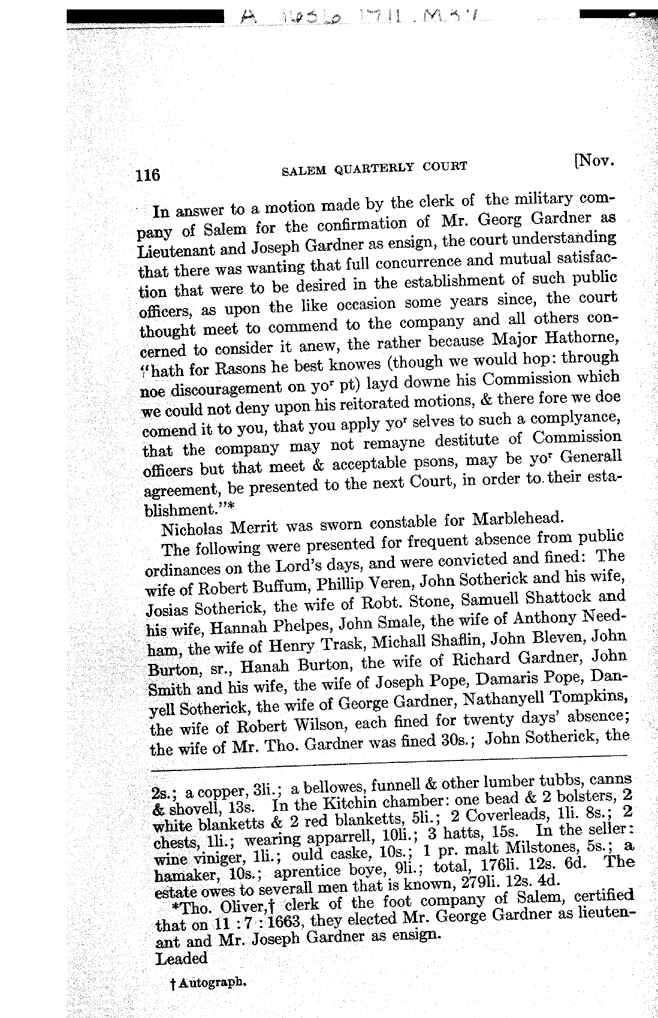 A 1656 1711 .M37
116 SALEM QUARTERLY COURT [Nov.
In answer to a motion made by the clerk of the military com-
pany of Salem for the confirmation of Mr. Georg Gardner as
Lieutenant and Joseph Gardner as ensign, the court understanding
that there was wanting that full concurrence and mutual satisfac-
tion that were to be desired in the establishment of such public
officers, as upon the like occasion some years since, the court
thought meet to commend to the company and all others con-
cerned to consider it anew, the rather because Major Hathorne,
"hath for Rasons he best knowes (though we would hop: through
noe discouragement on yoʳ pt) layd downe his Commission which
we could not deny upon his reitorated motions, & there fore we doe
comend it to you, that you apply yoʳ selves to such a complyance,
that the company may not remayne destitute of Commission
officers but that meet & acceptable psons, may be yoʳ Generall
agreement, be presented to the next Court, in order to their esta-
blishment."*
Nicholas Merrit was sworn constable for Marblehead.
The following were presented for frequent absence from public
ordinances on the Lord's days, and were convicted and fined: The
wife of Robert Buffum, Phillip Veren, John Sotherick and his wife,
Josias Sotherick, the wife of Robt. Stone, Samuell Shattock and
his wife, Hannah Phelpes, John Smale, the wife of Anthony Need-
ham, the wife of Henry Trask, Michall Shaflin, John Bleven, John
Burton, sr., Hanah Burton, the wife of Richard Gardner, John
Smith and his wife, the wife of Joseph Pope, Damaris Pope, Dan-
yell Sotherick, the wife of George Gardner, Nathanyell Tompkins,
the wife of Robert Wilson, each fined for twenty days' absence;
the wife of Mr. Tho. Gardner was fined 30s.; John Sotherick, the
2s.; a copper, 3li.; a bellowes, funnell & other lumber tubbs, canns
& shovell, 13s. In the Kitchin chamber: one bead & 2 bolsters, 2
white blanketts & 2 red blanketts, 5li.; 2 Coverleads, 1li. 8s.; 2
chests, 1li.; wearing apparrell, 10li.; 3 hatts, 15s. In the seller:
wine viniger, 1li.; ould caske, 10s.; 1 pr. malt Milstones, 5s.; a
hamaker, 10s.; aprentice boye, 9li.; total, 176li. 12s. 6d. The
estate owes to severall men that is known, 279li. 12s. 4d.
*Tho. Oliver,† clerk of the foot company of Salem, certified
that on 11 : 7 : 1663, they elected Mr. George Gardner as lieuten-
ant and Mr. Joseph Gardner as ensign.
Leaded
† Autograph.